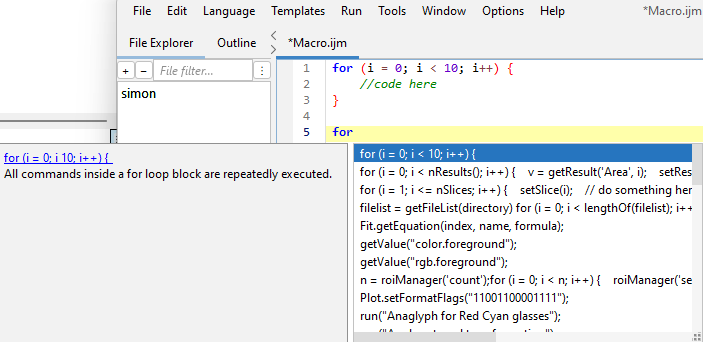 File Edit Language Templates Run Tools Window Options Help *Macro.ijm
File Explorer Outline < > *Macro.ijm
+ - File filter... ⋮
simon
1 for (i = 0; i < 10; i++) {
2 //code here
3 }
4
5 for
for (i = 0; i 10; i++) {
All commands inside a for loop block are repeatedly executed.
for (i = 0; i < 10; i++) {
for (i = 0; i < nResults(); i++) { v = getResult('Area', i); setRes
for (i = 1; i <= nSlices; i++) { setSlice(i); // do something her
filelist = getFileList(directory) for (i = 0; i < lengthOf(filelist); i++
Fit.getEquation(index, name, formula);
getValue("color.foreground");
getValue("rgb.foreground");
n = roiManager('count');for (i = 0; i < n; i++) { roiManager('se
Plot.setFormatFlags("11001100001111");
run("Anaglyph for Red Cyan glasses");